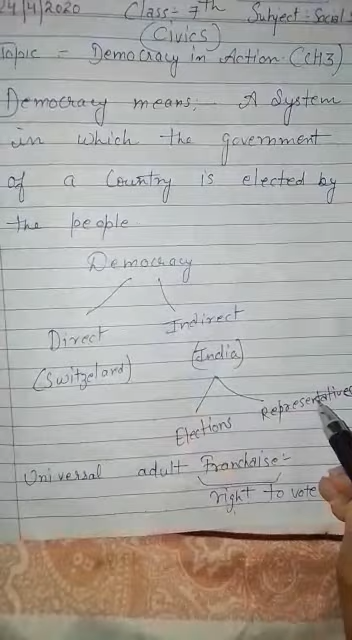 24/4/2020 Class= 7th Subject:- Social
(Civics)
Topic = Democracy in Action (CH3)
Democracy means:- A System
in which the government
of a Country is elected by
the people
Democracy
Direct Indirect
(Switzeland) (India)
Elections Representatives
Universal adult Franchaise:-
right to vote